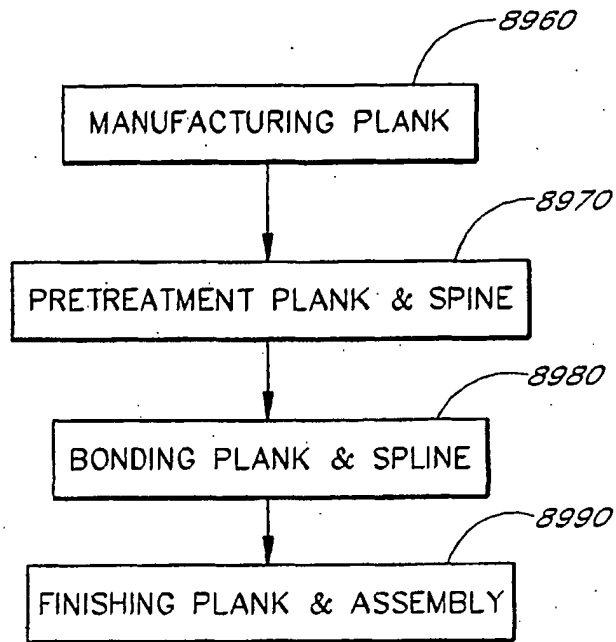 8960
MANUFACTURING PLANK
8970
PRETREATMENT PLANK & SPINE
8980
BONDING PLANK & SPLINE
8990
FINISHING PLANK & ASSEMBLY